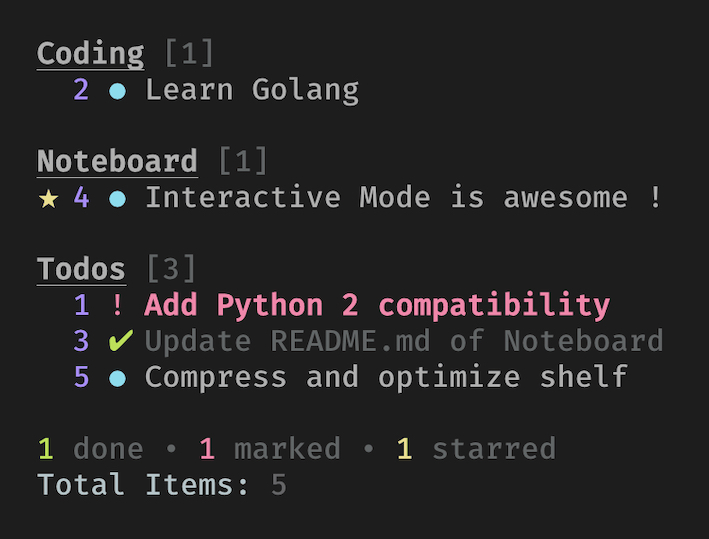 Coding [1]
2 ● Learn Golang
Noteboard [1]
★ 4 ● Interactive Mode is awesome !
Todos [3]
1 ! Add Python 2 compatibility
3 ✔ Update README.md of Noteboard
5 ● Compress and optimize shelf
1 done • 1 marked • 1 starred
Total Items: 5